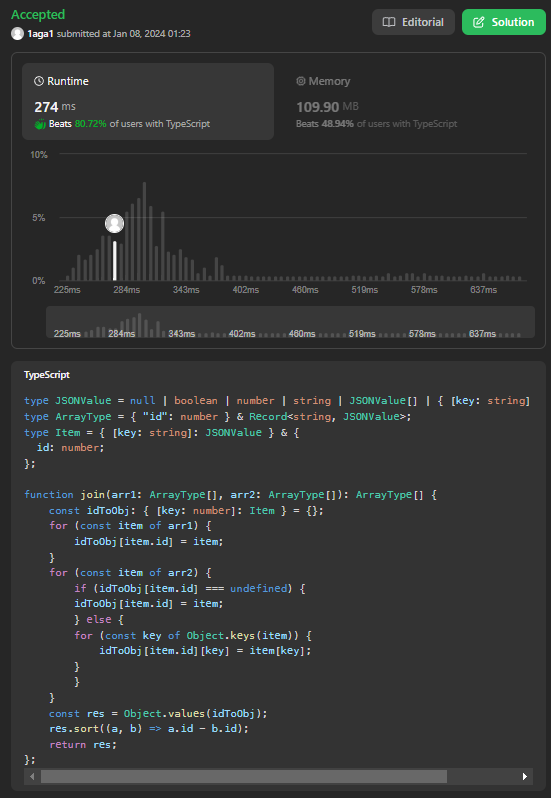 Accepted
1aga1 submitted at Jan 08, 2024 01:23
Editorial
Solution
Runtime
274 ms
Beats 80.72% of users with TypeScript
Memory
109.90 MB
Beats 48.94% of users with TypeScript
10%
5%
0%
225ms 284ms 343ms 402ms 460ms 519ms 578ms 637ms
225ms 284ms 343ms 402ms 460ms 519ms 578ms 637ms
TypeScript
type JSONValue = null | boolean | number | string | JSONValue[] | { [key: string]
type ArrayType = { "id": number } & Record<string, JSONValue>;
type Item = { [key: string]: JSONValue } & {
  id: number;
};

function join(arr1: ArrayType[], arr2: ArrayType[]): ArrayType[] {
    const idToObj: { [key: number]: Item } = {};
    for (const item of arr1) {
        idToObj[item.id] = item;
    }
    for (const item of arr2) {
        if (idToObj[item.id] === undefined) {
        idToObj[item.id] = item;
        } else {
        for (const key of Object.keys(item)) {
            idToObj[item.id][key] = item[key];
        }
        }
    }
    const res = Object.values(idToObj);
    res.sort((a, b) => a.id - b.id);
    return res;
};